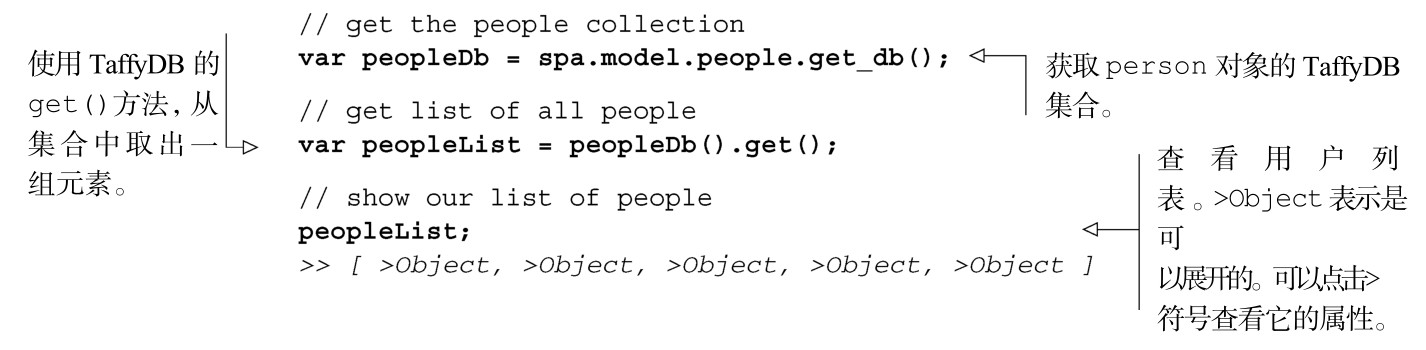 使用 TaffyDB 的
get()方法，从
集合中取出一
组元素。
// get the people collection
var peopleDb = spa.model.people.get_db();
// get list of all people
var peopleList = peopleDb().get();
// show our list of people
peopleList;
>> [ >Object, >Object, >Object, >Object, >Object ]
获取 person 对象的 TaffyDB
集合。
查看用户列
表。>Object 表示是
可
以展开的。可以点击>
符号查看它的属性。